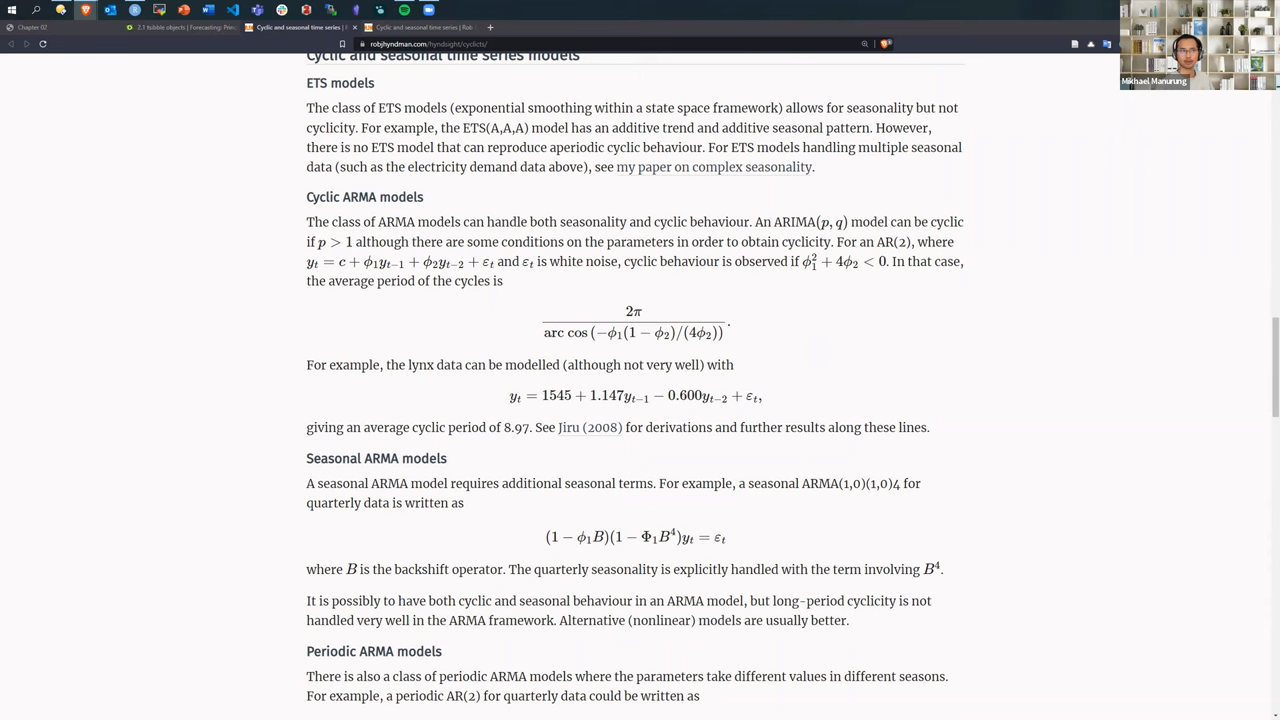 Chapter 02
2.1 tsibble objects | Forecasting: Prin
Cyclic and seasonal time series | R
Cyclic and seasonal time series | Rob
robjhyndman.com/hyndsight/cyclicts/
Mikhael Manurung
Cyclic and seasonal time series models
ETS models
The class of ETS models (exponential smoothing within a state space framework) allows for seasonality but not
cyclicity. For example, the ETS(A,A,A) model has an additive trend and additive seasonal pattern. However,
there is no ETS model that can reproduce aperiodic cyclic behaviour. For ETS models handling multiple seasonal
data (such as the electricity demand data above), see my paper on complex seasonality.
Cyclic ARMA models
The class of ARMA models can handle both seasonality and cyclic behaviour. An ARIMA(p, q) model can be cyclic
if p > 1 although there are some conditions on the parameters in order to obtain cyclicity. For an AR(2), where
yₜ = c + ϕ₁yₜ₋₁ + ϕ₂yₜ₋₂ + εₜ and εₜ is white noise, cyclic behaviour is observed if ϕ₁² + 4ϕ₂ < 0. In that case,
the average period of the cycles is
2π
arc cos (−ϕ₁(1 − ϕ₂)/(4ϕ₂)) .
For example, the lynx data can be modelled (although not very well) with
yₜ = 1545 + 1.147yₜ₋₁ − 0.600yₜ₋₂ + εₜ,
giving an average cyclic period of 8.97. See Jiru (2008) for derivations and further results along these lines.
Seasonal ARMA models
A seasonal ARMA model requires additional seasonal terms. For example, a seasonal ARMA(1,0)(1,0)4 for
quarterly data is written as
(1 − ϕ₁B)(1 − Φ₁B⁴)yₜ = εₜ
where B is the backshift operator. The quarterly seasonality is explicitly handled with the term involving B⁴.
It is possibly to have both cyclic and seasonal behaviour in an ARMA model, but long-period cyclicity is not
handled very well in the ARMA framework. Alternative (nonlinear) models are usually better.
Periodic ARMA models
There is also a class of periodic ARMA models where the parameters take different values in different seasons.
For example, a periodic AR(2) for quarterly data could be written as